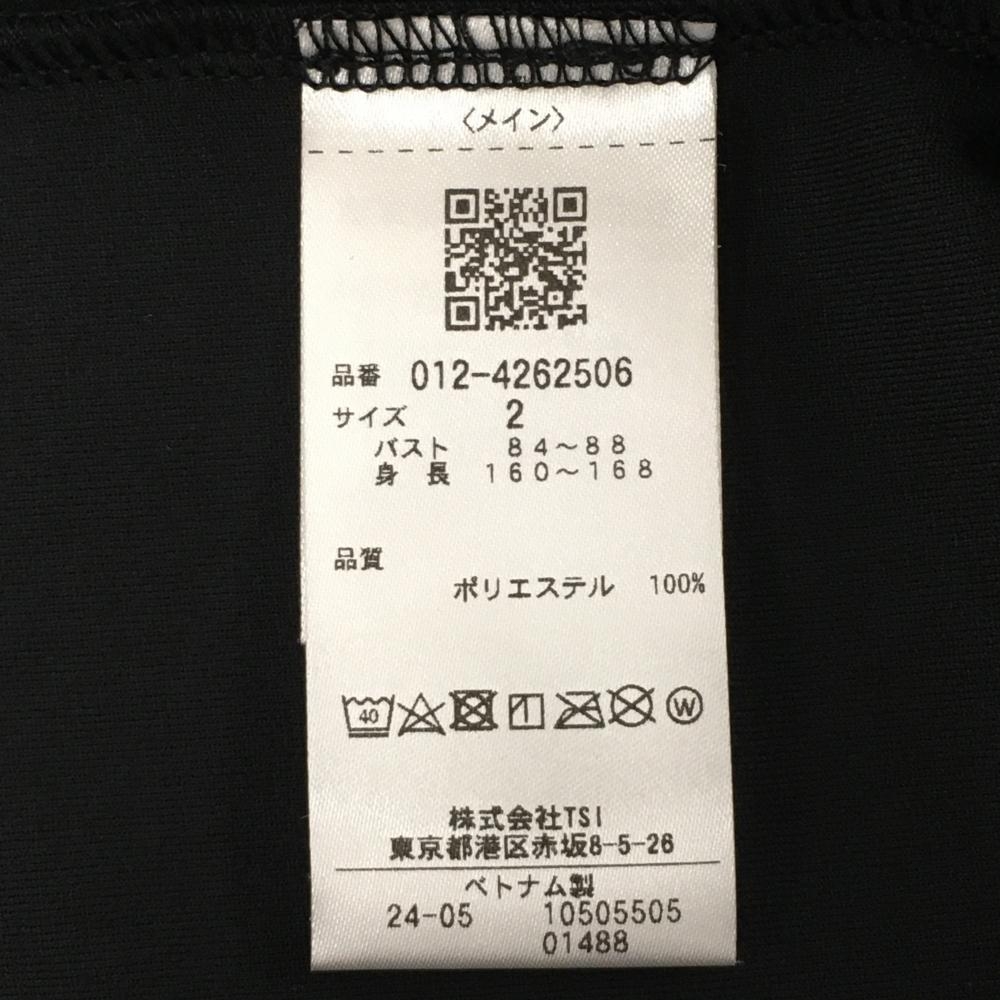 〈メイン〉
品番 012-4262506
サイズ 2
バスト 84～88
身長 160～168
品質
ポリエステル 100%
40 W
株式会社TSI
東京都港区赤坂8-5-26
ベトナム製
24-05 10505505
01488